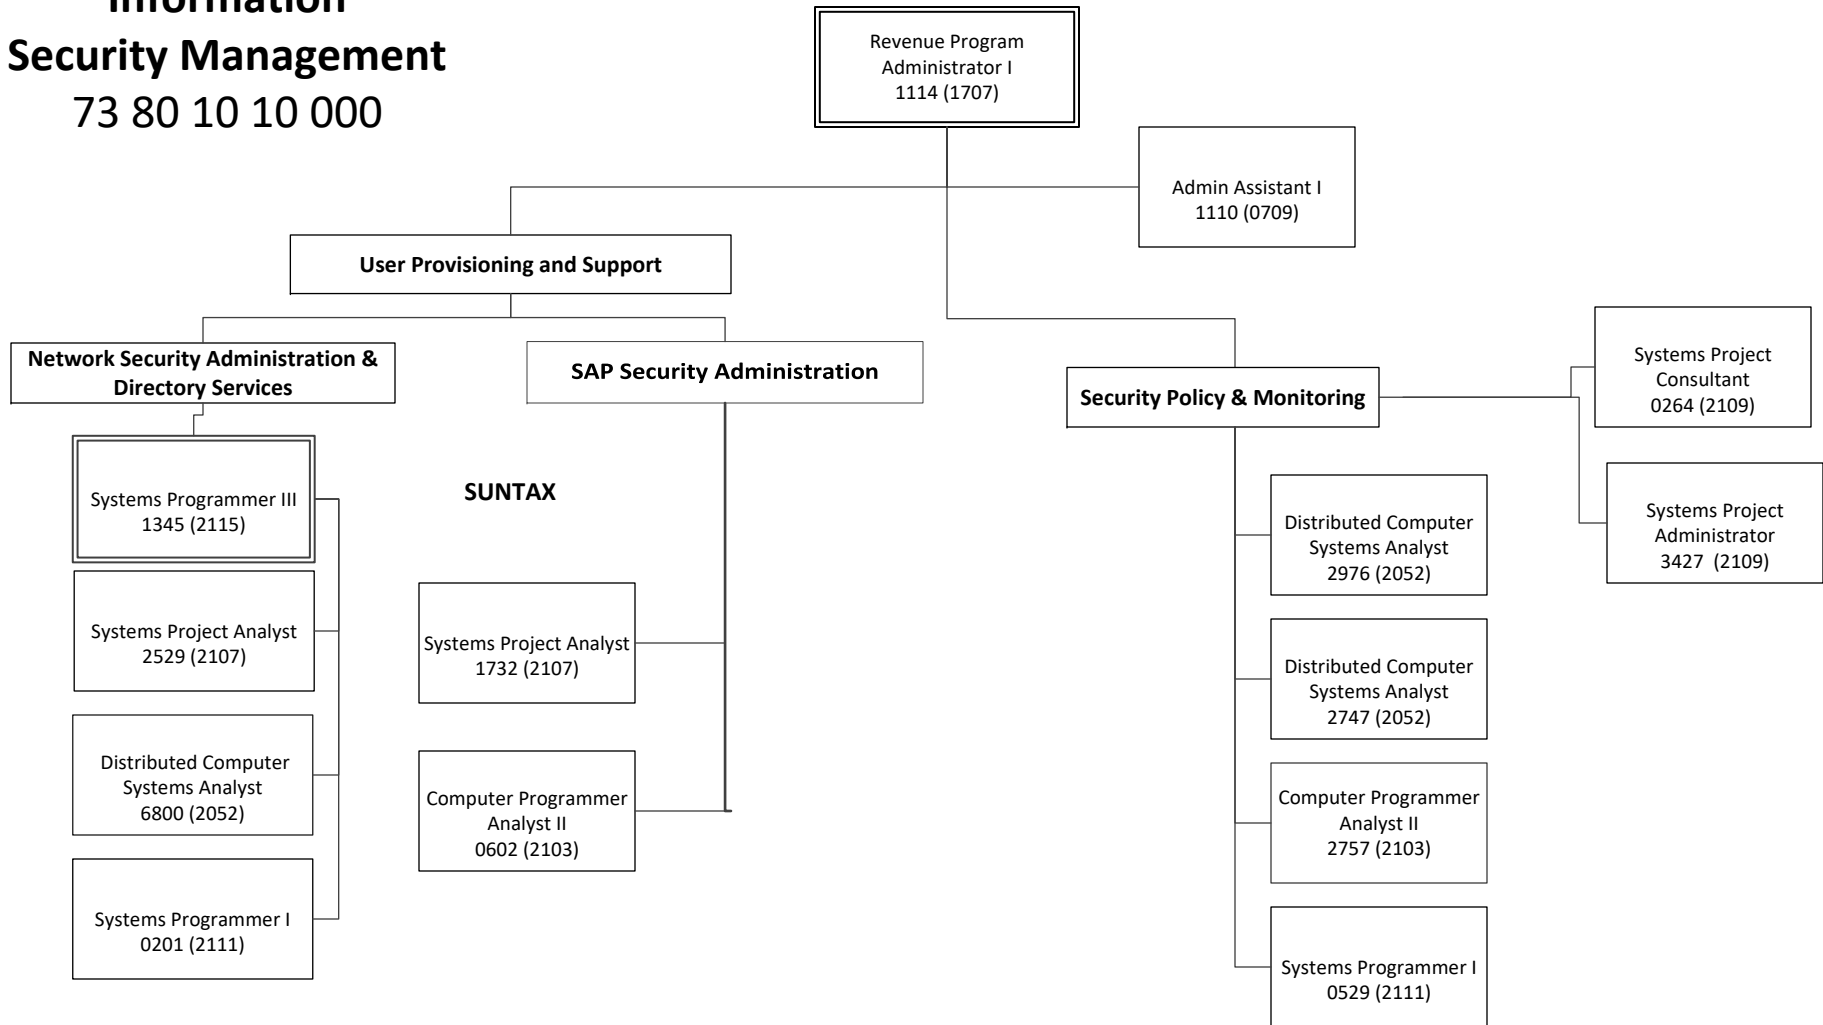 Information
Security Management
73 80 10 10 000
Revenue Program
Administrator I
1114 (1707)
Admin Assistant I
1110 (0709)
User Provisioning and Support
Network Security Administration &
Directory Services
SAP Security Administration
Security Policy & Monitoring
Systems Project
Consultant
0264 (2109)
Systems Project
Administrator
3427 (2109)
Systems Programmer III
1345 (2115)
SUNTAX
Systems Project Analyst
2529 (2107)
Distributed Computer
Systems Analyst
6800 (2052)
Systems Programmer I
0201 (2111)
Systems Project Analyst
1732 (2107)
Computer Programmer
Analyst II
0602 (2103)
Distributed Computer
Systems Analyst
2976 (2052)
Distributed Computer
Systems Analyst
2747 (2052)
Computer Programmer
Analyst II
2757 (2103)
Systems Programmer I
0529 (2111)